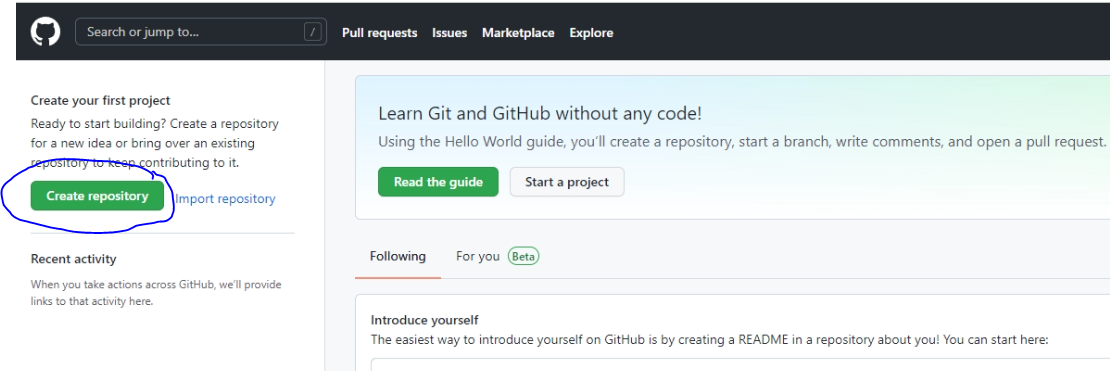 Search or jump to... /
Pull requests Issues Marketplace Explore
Create your first project
Ready to start building? Create a repository
for a new idea or bring over an existing
repository to keep contributing to it.
Create repository Import repository
Recent activity
When you take actions across GitHub, we'll provide
links to that activity here.
Learn Git and GitHub without any code!
Using the Hello World guide, you'll create a repository, start a branch, write comments, and open a pull request.
Read the guide Start a project
Following For you Beta
Introduce yourself
The easiest way to introduce yourself on GitHub is by creating a README in a repository about you! You can start here: